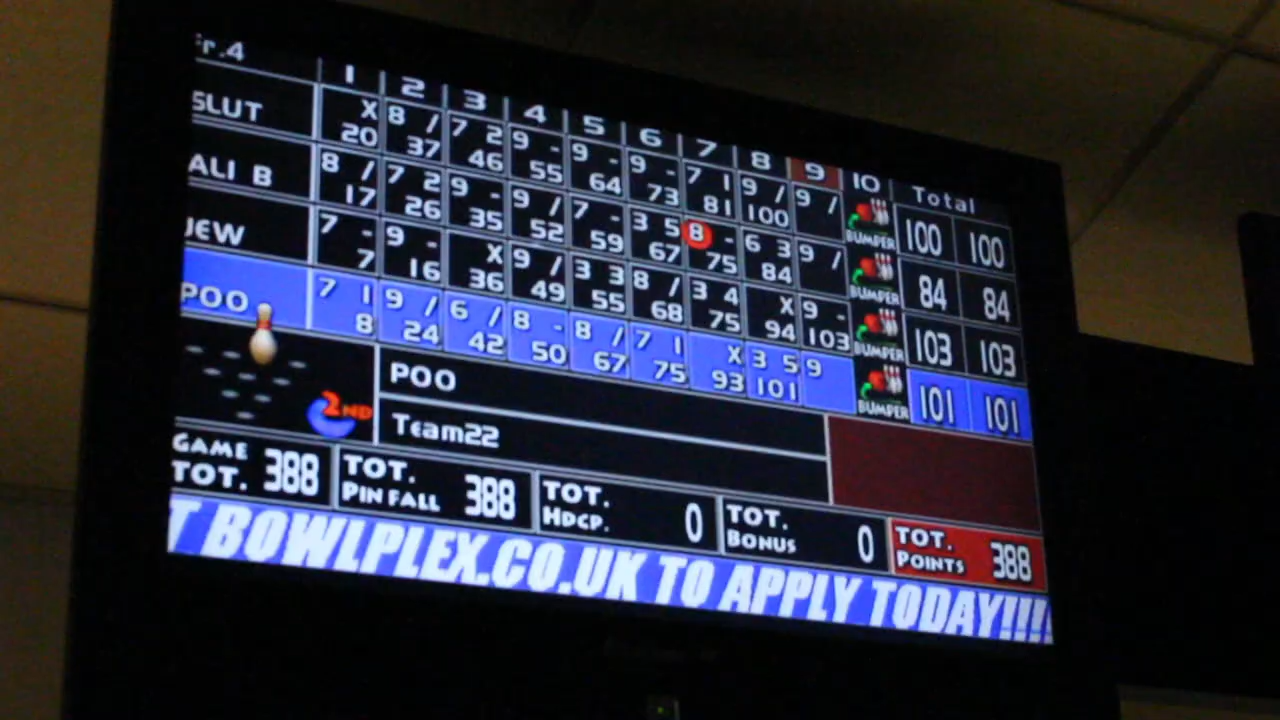 Fr.4 1 2 3 4 5 6 7 8 9 10 Total
SLUT X 8 / 7 2 9 - 9 - 9 - 7 1 9 / 9 / BUMPER 100 100
20 37 46 55 64 73 81 100
ALI B 8 / 7 2 9 - 9 / 7 - 3 5 8 - 6 3 9 / BUMPER 84 84
17 26 35 52 59 67 75 84
JEW 7 - 9 - X 9 / 3 3 8 / 3 4 X 9 - BUMPER 103 103
7 16 36 49 55 68 75 94 103
POO 7 1 9 / 6 / 8 - 8 / 7 1 X 3 5 9 BUMPER 101 101
8 24 42 50 67 75 93 101
2ND
POO
Team22
GAME TOT. 388
TOT. PIN FALL 388
TOT. HDCP. 0
TOT. BONUS 0
TOT. POINTS 388
T BOWLPLEX.CO.UK TO APPLY TODAY!!!!